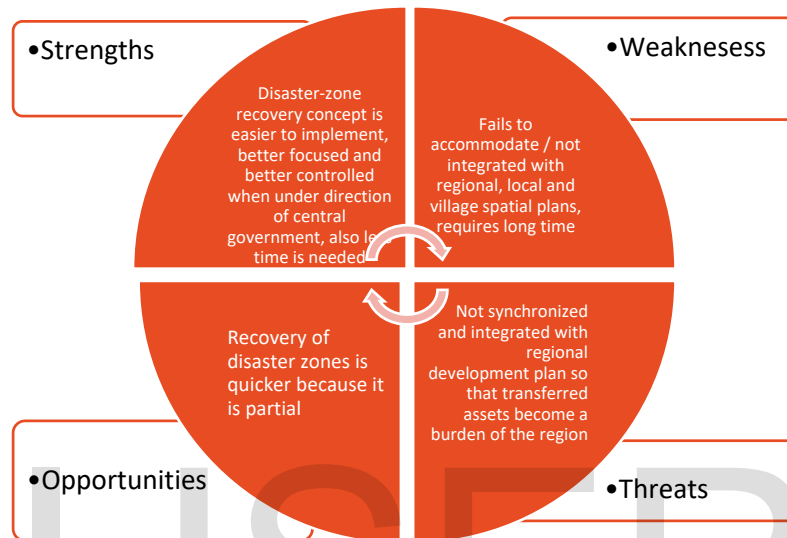 •Strengths
Disaster-zone
recovery concept is
easier to implement,
better focused and
better controlled
when under direction
of central
government, also
time is needed
•Weaknesess
Fails to
accommodate / not
integrated with
regional, local and
village spatial plans,
requires long time
Recovery of
disaster zones is
quicker because it
is partial
•Opportunities
Not synchronized
and integrated with
regional
development plan so
that transferred
assets become a
burden of the region
•Threats